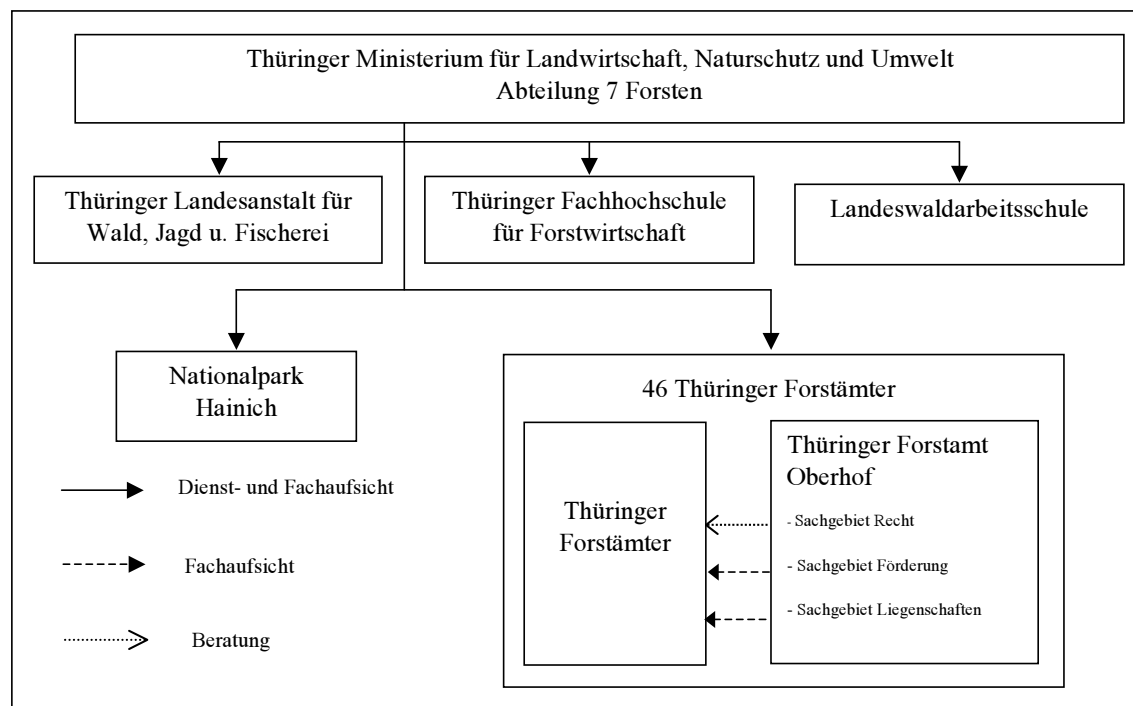 Thüringer Ministerium für Landwirtschaft, Naturschutz und Umwelt
Abteilung 7 Forsten
Thüringer Landesanstalt für
Wald, Jagd u. Fischerei
Thüringer Fachhochschule
für Forstwirtschaft
Landeswaldarbeitsschule
Nationalpark
Hainich
46 Thüringer Forstämter
Thüringer
Forstämter
Thüringer Forstamt
Oberhof
- Sachgebiet Recht
- Sachgebiet Förderung
- Sachgebiet Liegenschaften
Dienst- und Fachaufsicht
Fachaufsicht
Beratung